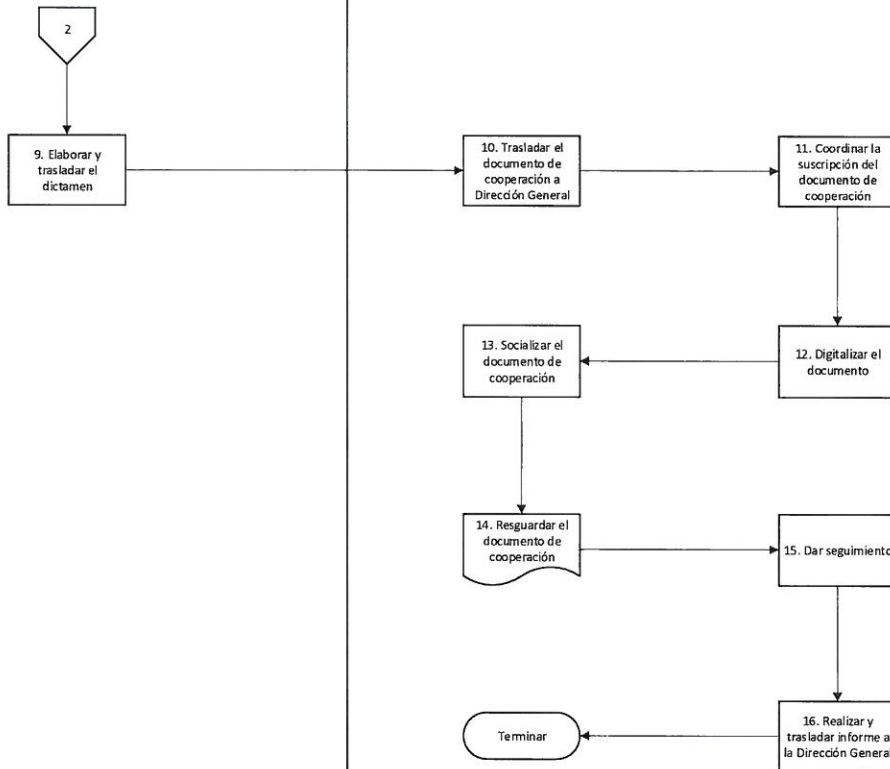 2
9. Elaborar y
trasladar el
dictamen
10. Trasladar el
documento de
cooperación a
Dirección General
11. Coordinar la
suscripción del
documento de
cooperación
12. Digitalizar el
documento
13. Socializar el
documento de
cooperación
14. Resguardar el
documento de
cooperación
15. Dar seguimiento
16. Realizar y
trasladar informe a
la Dirección General
Terminar